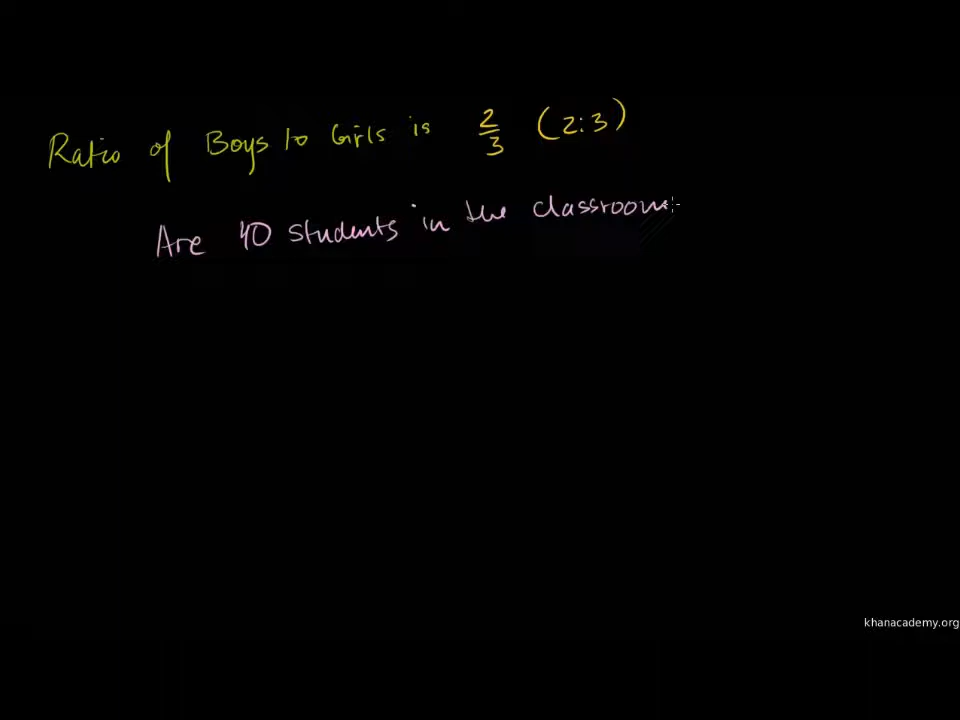 Ratio of Boys to Girls is 2/3 (2:3)
Are 40 students in the classroom
khanacademy.org